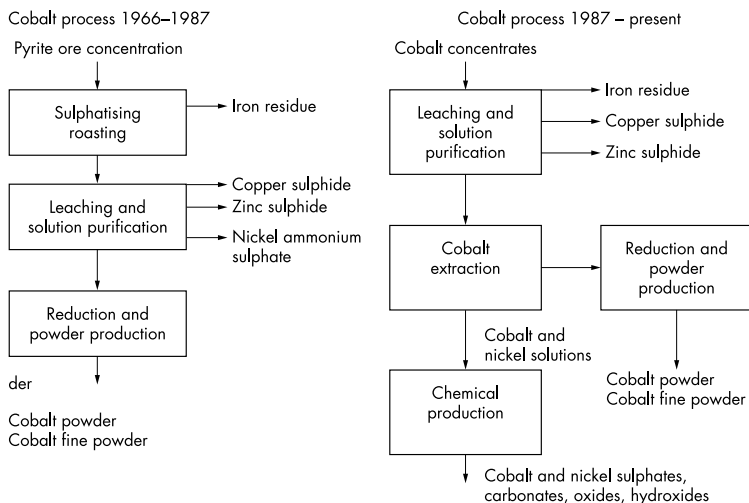 Cobalt process 1966–1987
Pyrite ore concentration
Sulphatising
roasting
Iron residue
Leaching and
solution purification
Copper sulphide
Zinc sulphide
Nickel ammonium
sulphate
Reduction and
powder production
der
Cobalt powder
Cobalt fine powder
Cobalt process 1987 – present
Cobalt concentrates
Leaching and
solution
purification
Iron residue
Copper sulphide
Zinc sulphide
Cobalt
extraction
Reduction and
powder
production
Cobalt and
nickel solutions
Cobalt powder
Cobalt fine powder
Chemical
production
Cobalt and nickel sulphates,
carbonates, oxides, hydroxides